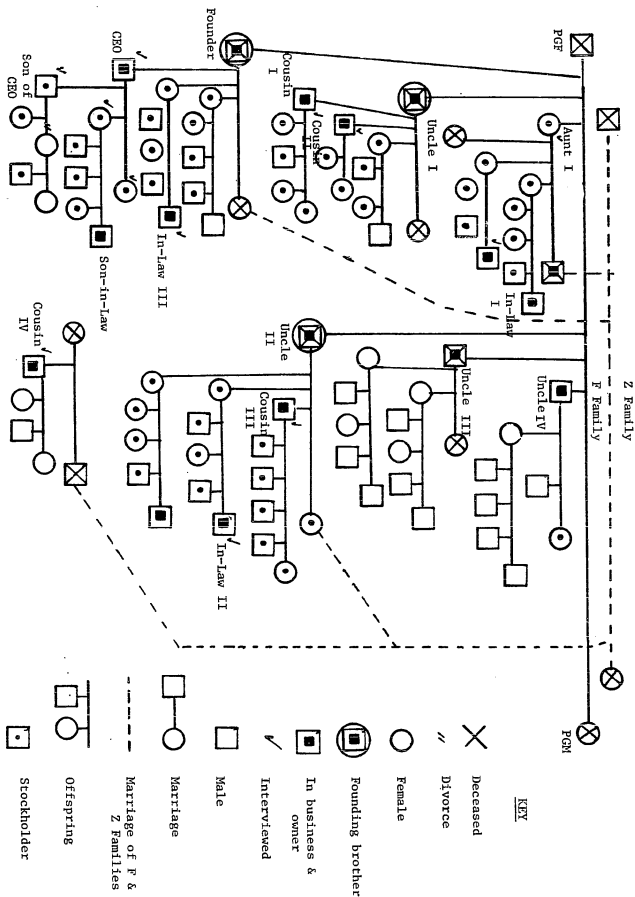 PGF
Z Family
F Family
PGM
Founder
Uncle I
Aunt I
Cousin
I
Cousin
II
CEO
Son of
CEO
In-Law III
Son-in-Law
In-Law
I
Uncle
II
Uncle III
Uncle IV
Cousin
III
In-Law II
Cousin
IV
KEY
Deceased
Divorce
Female
Founding brother
In business &
owner
Interviewed
Male
Marriage
Marriage of F &
Z Families
Offspring
Stockholder